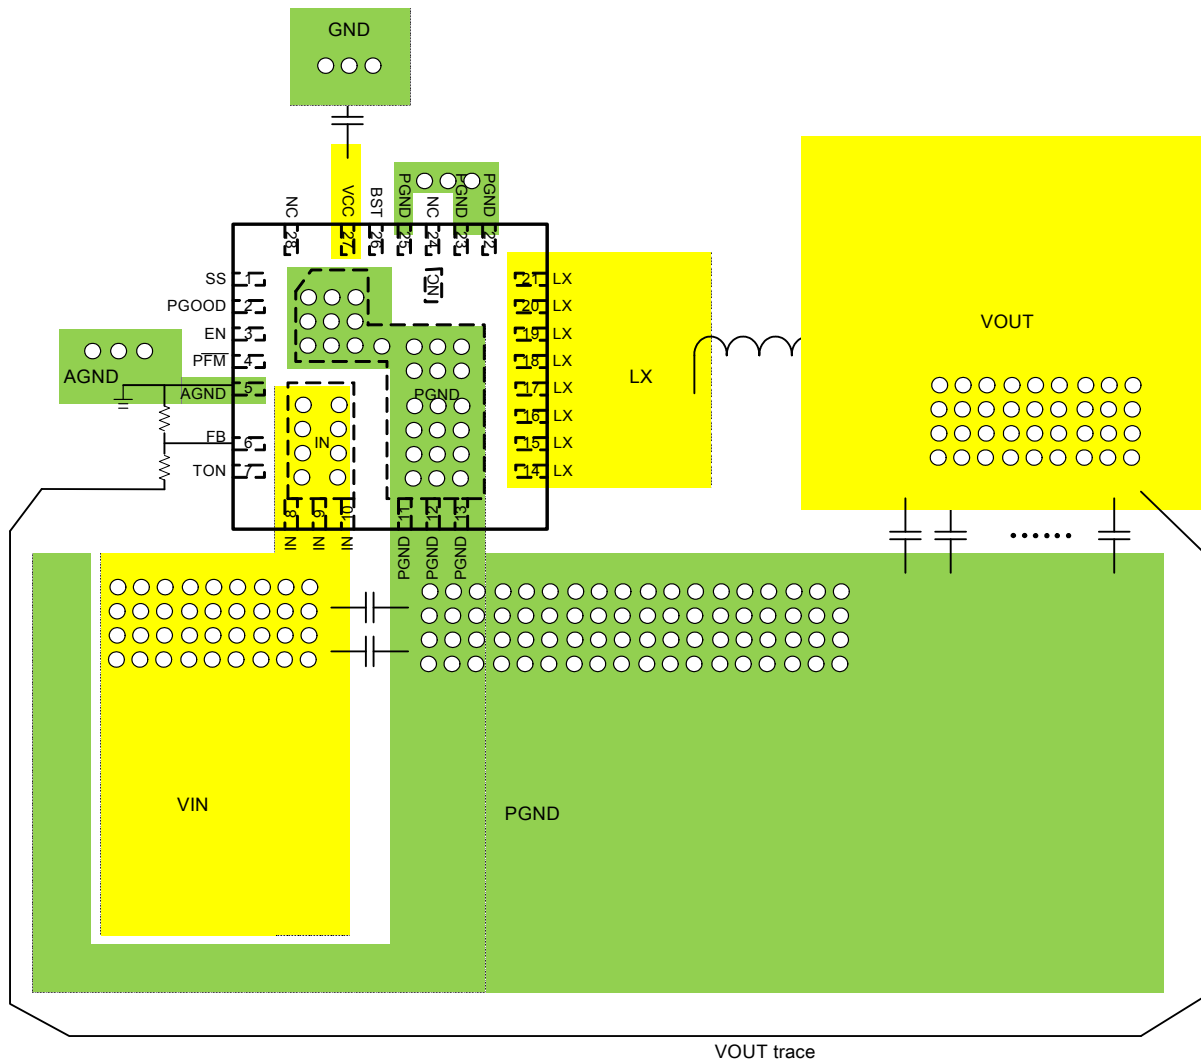 GND
NC 28
VCC 27
BST 26
PGND 25
NC 24
PGND 23
PGND 22
SS 1
PGOOD 2
EN 3
PFM 4
AGND
AGND 5
FB 6
TON 7
NC
21 LX
20 LX
19 LX
18 LX
17 LX
16 LX
15 LX
14 LX
LX
VOUT
PGND
IN
8 IN
9 IN
10 IN
PGND 11
PGND 12
PGND 13
VIN
PGND
VOUT trace